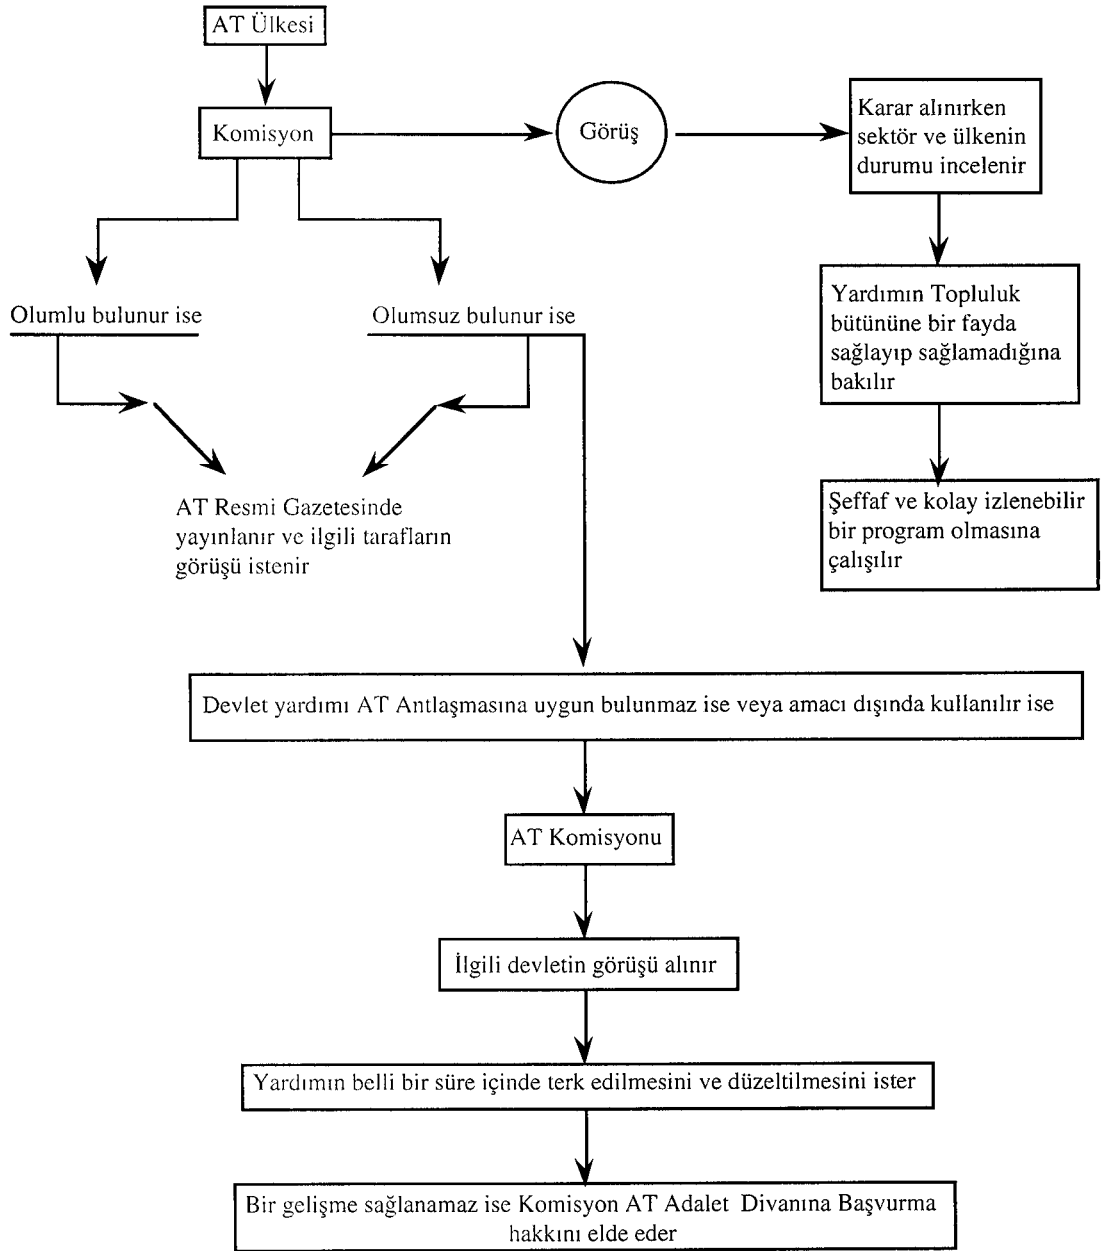 AT Ülkesi
Komisyon
Görüş
Karar alınırken
sektör ve ülkenin
durumu incelenir
Olumlu bulunur ise
Olumsuz bulunur ise
Yardımın Topluluk
bütününe bir fayda
sağlayıp sağlamadığına
bakılır
AT Resmi Gazetesinde
yayınlanır ve ilgili tarafların
görüşü istenir
Şeffaf ve kolay izlenebilir
bir program olmasına
çalışılır
Devlet yardımı AT Antlaşmasına uygun bulunmaz ise veya amacı dışında kullanılır ise
AT Komisyonu
İlgili devletin görüşü alınır
Yardımın belli bir süre içinde terk edilmesini ve düzeltilmesini ister
Bir gelişme sağlanamaz ise Komisyon AT Adalet Divanına Başvurma
hakkını elde eder